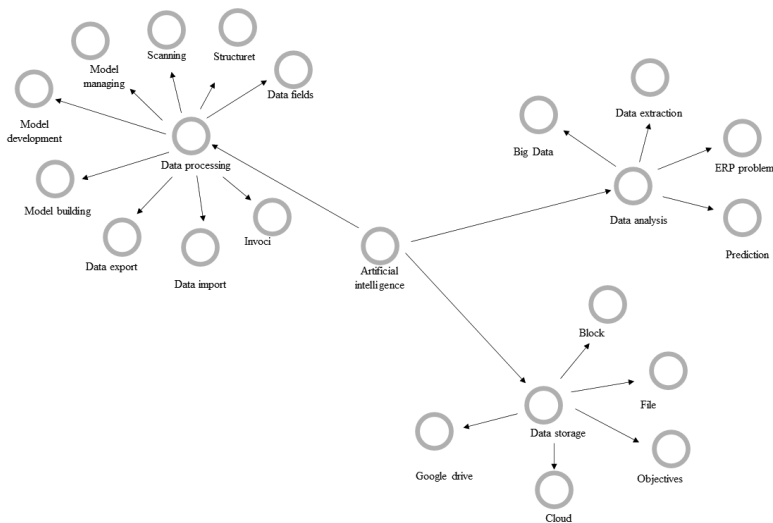 Scanning
Structuret
Model
managing
Data fields
Model
development
Data extraction
Big Data
Data processing
ERP problem
Model building
Data analysis
Invoci
Prediction
Data export
Artificial
intelligence
Data import
Block
File
Data storage
Google drive
Objectives
Cloud